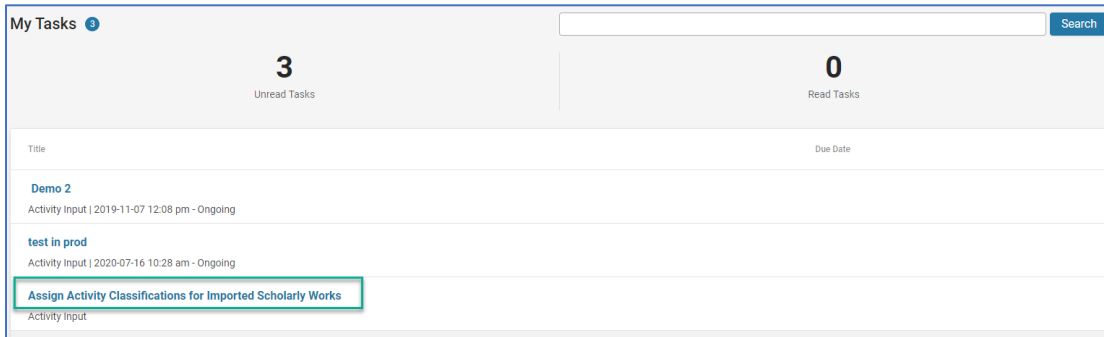 My Tasks 3
Search
3
Unread Tasks
0
Read Tasks
Title
Due Date
Demo 2
Activity Input | 2019-11-07 12:08 pm - Ongoing
test in prod
Activity Input | 2020-07-16 10:28 am - Ongoing
Assign Activity Classifications for Imported Scholarly Works
Activity Input